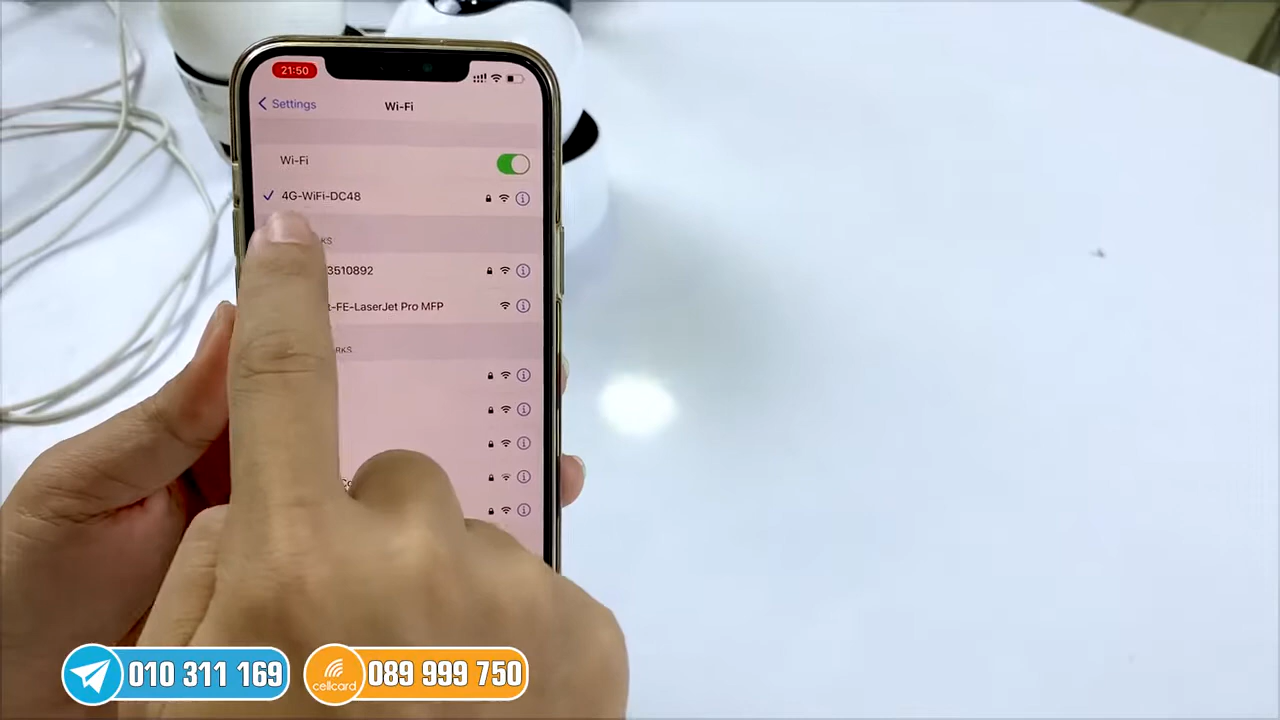 21:50
Settings
Wi-Fi
Wi-Fi
4G-WiFi-DC48
3510892
t-FE-LaserJet Pro MFP
010 311 169
cellcard
089 999 750